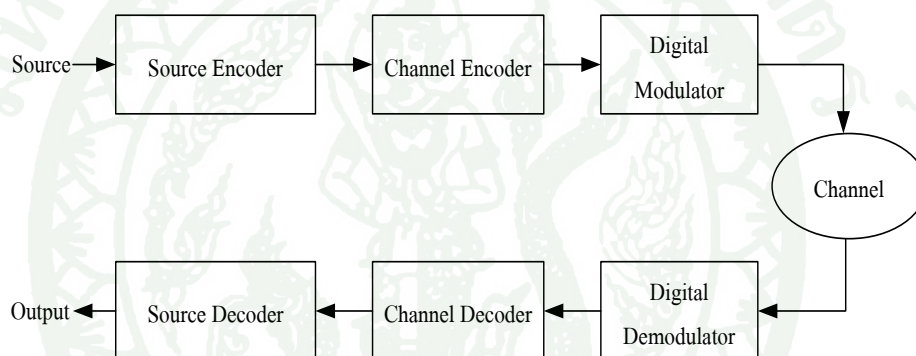 Source
Source Encoder
Channel Encoder
Digital
Modulator
Channel
Output
Source Decoder
Channel Decoder
Digital
Demodulator